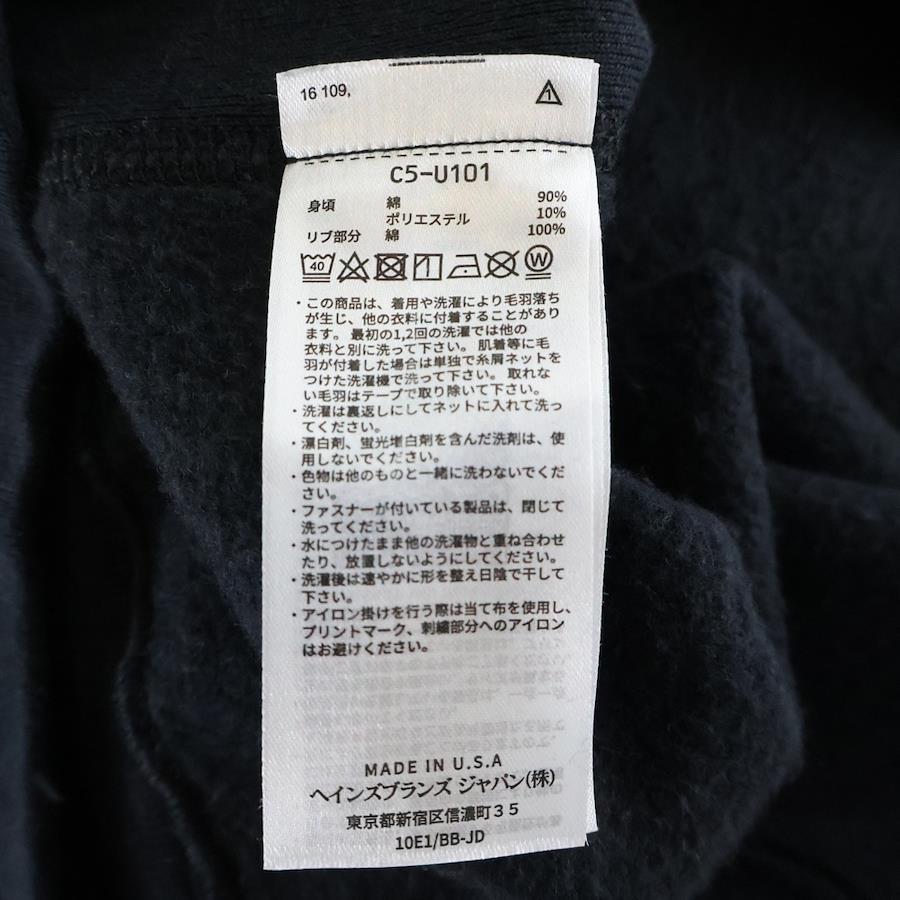 16 109,
1
C5-U101
身頃 綿 90%
ポリエステル 10%
リブ部分 綿 100%
40 W
・この商品は、着用や洗濯により毛羽落ち
が生じ、他の衣料に付着することがあり
ます。最初の1,2回の洗濯では他の
衣料と別に洗って下さい。肌着等に毛
羽が付着した場合は単独で糸屑ネットを
つけた洗濯機で洗って下さい。取れな
い毛羽はテープで取り除いて下さい。
・洗濯は裏返しにしてネットに入れて洗っ
てください。
・漂白剤、蛍光増白剤を含んだ洗剤は、使
用しないでください。
・色物は他のものと一緒に洗わないでくだ
さい。
・ファスナーが付いている製品は、閉じて
洗ってください。
・水につけたまま他の洗濯物と重ね合わせ
たり、放置しないようにしてください。
・洗濯後は速やかに形を整え日陰で干して
下さい。
・アイロン掛けを行う際は当て布を使用し、
プリントマーク、刺繍部分へのアイロン
はお避けください。
MADE IN U.S.A
ヘインズブランズ ジャパン(株)
東京都新宿区信濃町35
10E1/BB-JD